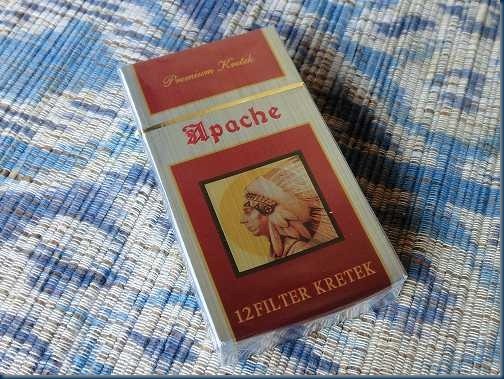 Premium Kretek
Apache
12 FILTER KRETEK